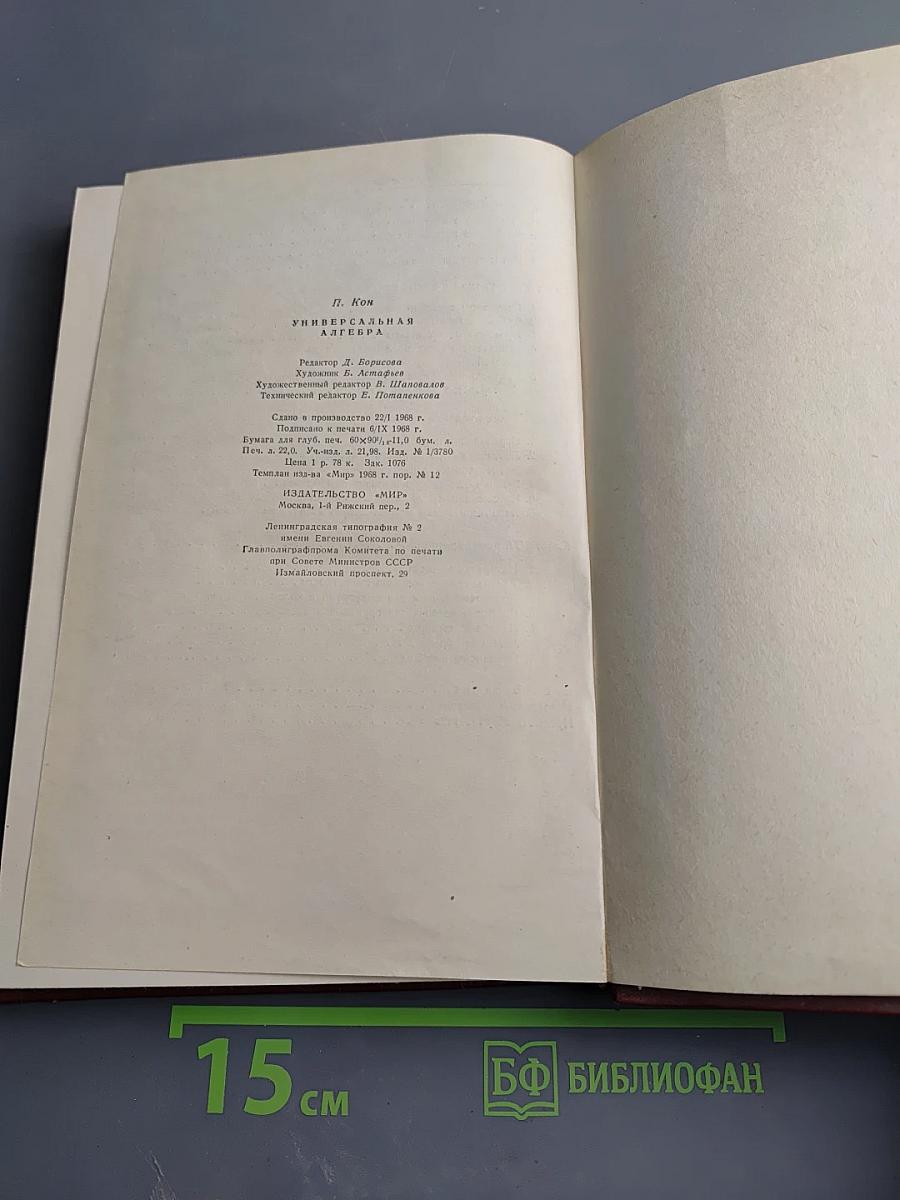 П. Кон
УНИВЕРСАЛЬНАЯ
АЛГЕБРА
Редактор Д. Борисова
Художник Б. Астафьев
Художественный редактор В. Шаповалов
Технический редактор Е. Потапенкова
Сдано в производство 22/I 1968 г.
Подписано к печати 6/IX 1968 г.
Бумага для глуб. печ. 60×90¹/₁₆-11,0 бум. л.
Печ. л. 22,0. Уч.-изд. л. 21,98. Изд. № 1/3780
Цена 1 р. 78 к. Зак. 1076
Темплан изд-ва «Мир» 1968 г. пор. № 12
ИЗДАТЕЛЬСТВО «МИР»
Москва, 1-й Рижский пер., 2
Ленинградская типография № 2
имени Евгении Соколовой
Главполиграфпрома Комитета по печати
при Совете Министров СССР
Измайловский проспект, 29
15 см
БФ БИБЛИОФАН